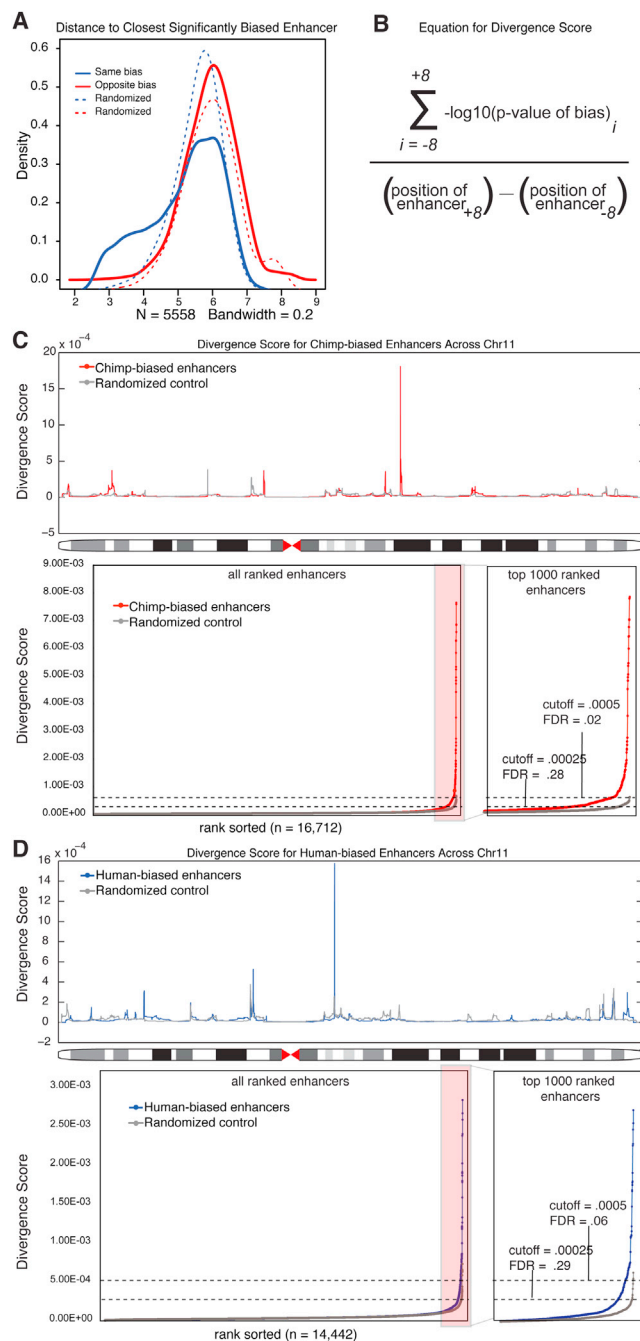 A Distance to Closest Significantly Biased Enhancer
0.6
0.5
0.4
0.3
0.2
0.1
0.0
Density
Same bias
Opposite bias
Randomized
Randomized
2 3 4 5 6 7 8 9
N = 5558 Bandwidth = 0.2
B Equation for Divergence Score
+8
∑ -log10(p-value of bias) i
i = -8
(position of enhancer +8) − (position of enhancer -8)
C
Divergence Score for Chimp-biased Enhancers Across Chr11
x 10⁻⁴
20
15
10
5
0
−5
Divergence Score
Chimp-biased enhancers
Randomized control
9.00E-03
8.00E-03
7.00E-03
6.00E-03
5.00E-03
4.00E-03
3.00E-03
2.00E-03
1.00E-03
0.00E+00
Divergence Score
all ranked enhancers
Chimp-biased enhancers
Randomized control
rank sorted (n = 16,712)
top 1000 ranked
enhancers
cutoff = .0005
FDR = .02
cutoff = .00025
FDR = .28
D
Divergence Score for Human-biased Enhancers Across Chr11
x 10⁻⁴
16
14
12
10
8
6
4
2
0
−2
Divergence Score
Human-biased enhancers
Randomized control
3.00E-03
2.50E-03
2.00E-03
1.50E-03
1.00E-03
5.00E-04
0.00E+00
Divergence Score
all ranked enhancers
Human-biased enhancers
Randomized control
rank sorted (n = 14,442)
top 1000 ranked
enhancers
cutoff = .0005
FDR = .06
cutoff = .00025
FDR = .29